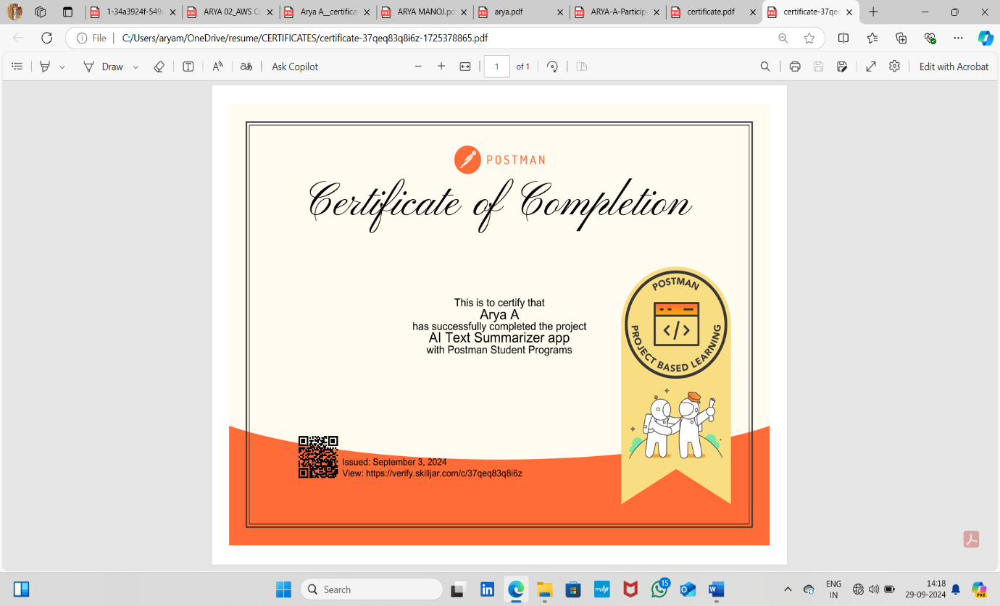 1-34a3924f-549
ARYA 02_AWS C
Arya A_certifica
ARYA MANOJ.p
arya.pdf
ARYA-A-Particip
certificate.pdf
certificate-37qe
File
C:/Users/aryam/OneDrive/resume/CERTIFICATES/certificate-37qeq83q8i6z-1725378865.pdf
Draw
aあ
Ask Copilot
1 of 1
Edit with Acrobat
POSTMAN
Certificate of Completion
This is to certify that
Arya A
has successfully completed the project
AI Text Summarizer app
with Postman Student Programs
POSTMAN
PROJECT BASED LEARNING
Issued: September 3, 2024
View: https://verify.skilljar.com/c/37qeq83q8i6z
Search
15
ENG
IN
14:18
29-09-2024
PRE